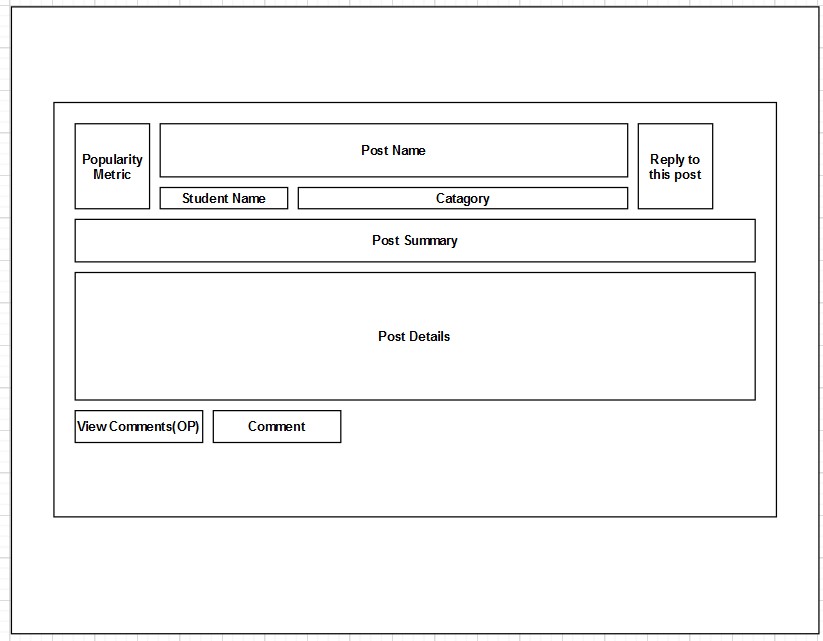 Popularity
Metric
Post Name
Reply to
this post
Student Name
Catagory
Post Summary
Post Details
View Comments(OP)
Comment